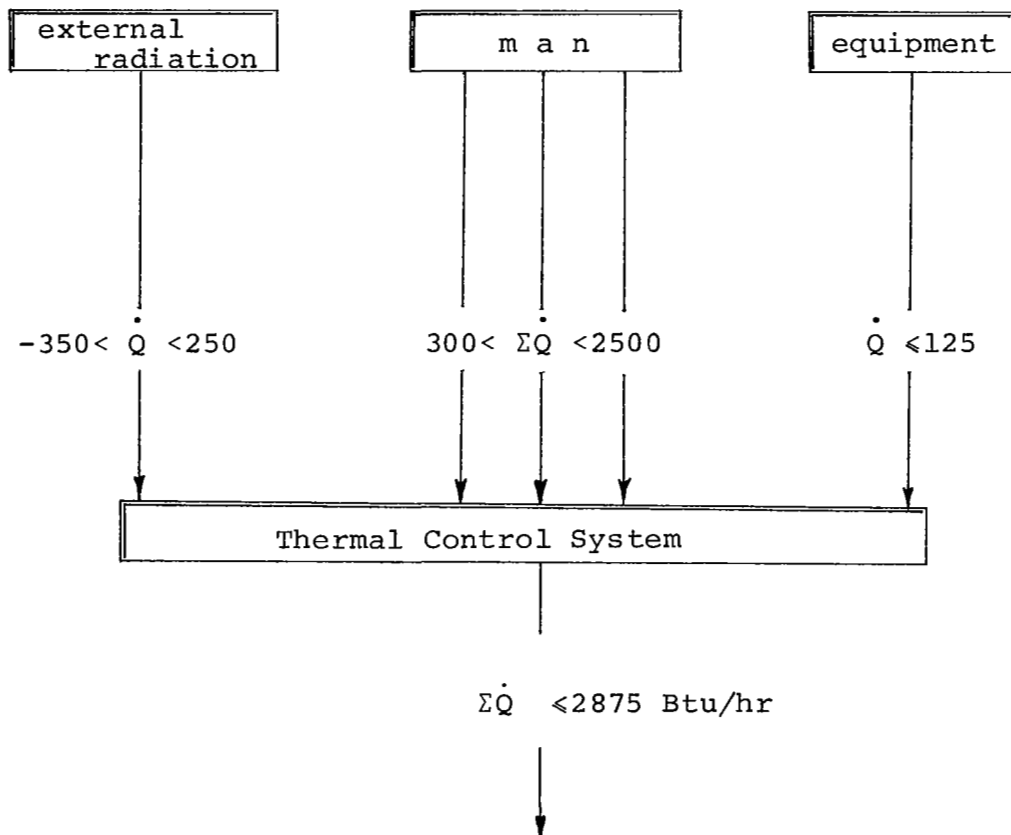 external
radiation
m a n
equipment
-350< Q̇ <250
300< ΣQ̇ <2500
Q̇ ⩽125
Thermal Control System
ΣQ̇ ⩽2875 Btu/hr